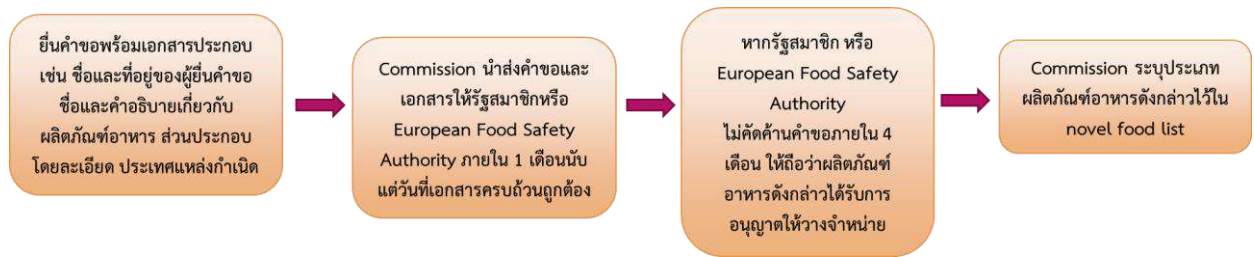 ยื่นคำขอพร้อมเอกสารประกอบ
เช่น ชื่อและที่อยู่ของผู้ยื่นคำขอ
ชื่อและคำอธิบายเกี่ยวกับ
ผลิตภัณฑ์อาหาร ส่วนประกอบ
โดยละเอียด ประเทศแหล่งกำเนิด
Commission นำส่งคำขอและ
เอกสารให้รัฐสมาชิกหรือ
European Food Safety
Authority ภายใน 1 เดือนนับ
แต่วันที่เอกสารครบถ้วนถูกต้อง
หากรัฐสมาชิก หรือ
European Food Safety
Authority
ไม่คัดค้านคำขอภายใน 4
เดือน ให้ถือว่าผลิตภัณฑ์
อาหารดังกล่าวได้รับการ
อนุญาตให้วางจำหน่าย
Commission ระบุประเภท
ผลิตภัณฑ์อาหารดังกล่าวไว้ใน
novel food list